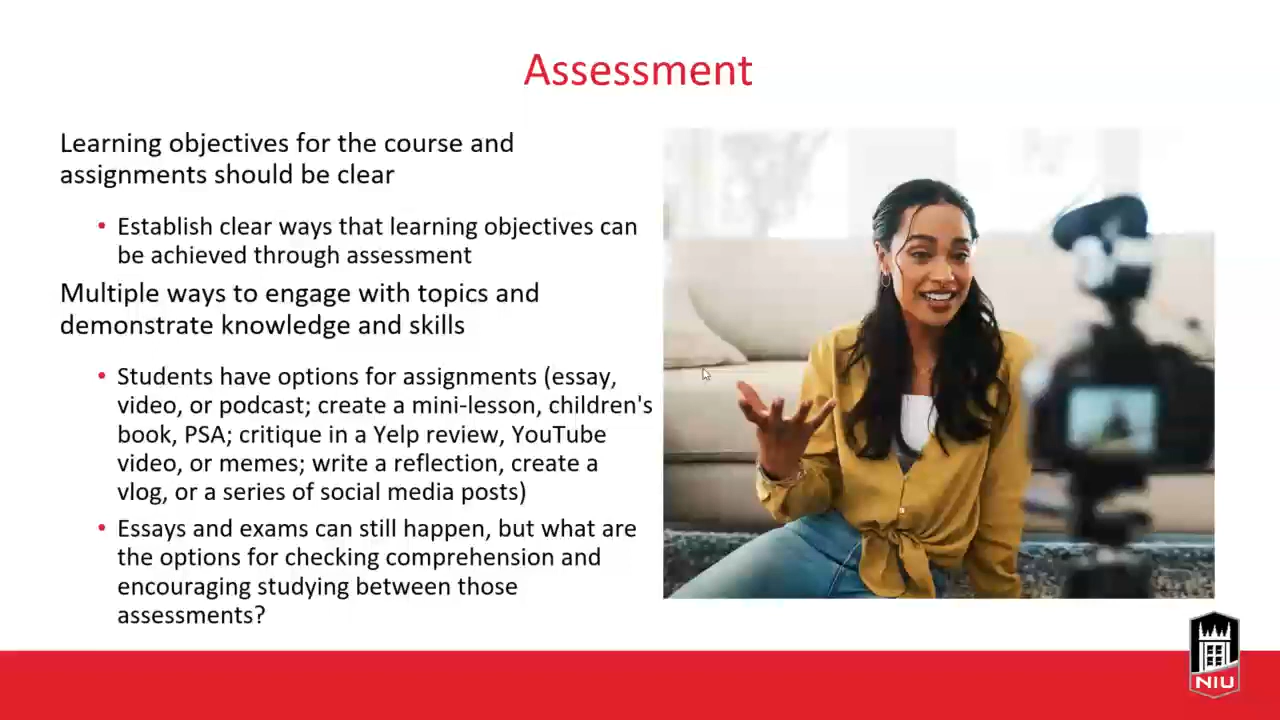 Assessment
Learning objectives for the course and
assignments should be clear
• Establish clear ways that learning objectives can
be achieved through assessment
Multiple ways to engage with topics and
demonstrate knowledge and skills
• Students have options for assignments (essay,
video, or podcast; create a mini-lesson, children's
book, PSA; critique in a Yelp review, YouTube
video, or memes; write a reflection, create a
vlog, or a series of social media posts)
• Essays and exams can still happen, but what are
the options for checking comprehension and
encouraging studying between those
assessments?
NIU